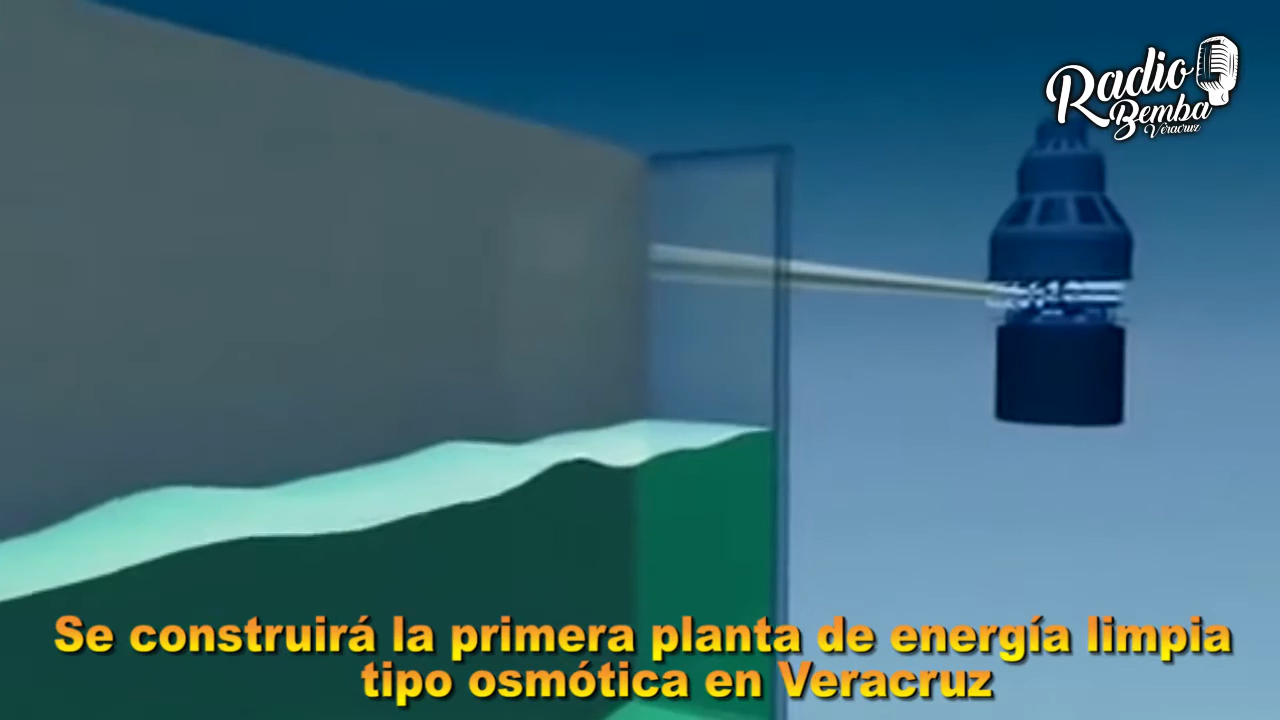 Radio
Bemba
Veracruz
Se construirá la primera planta de energía limpia
tipo osmótica en Veracruz